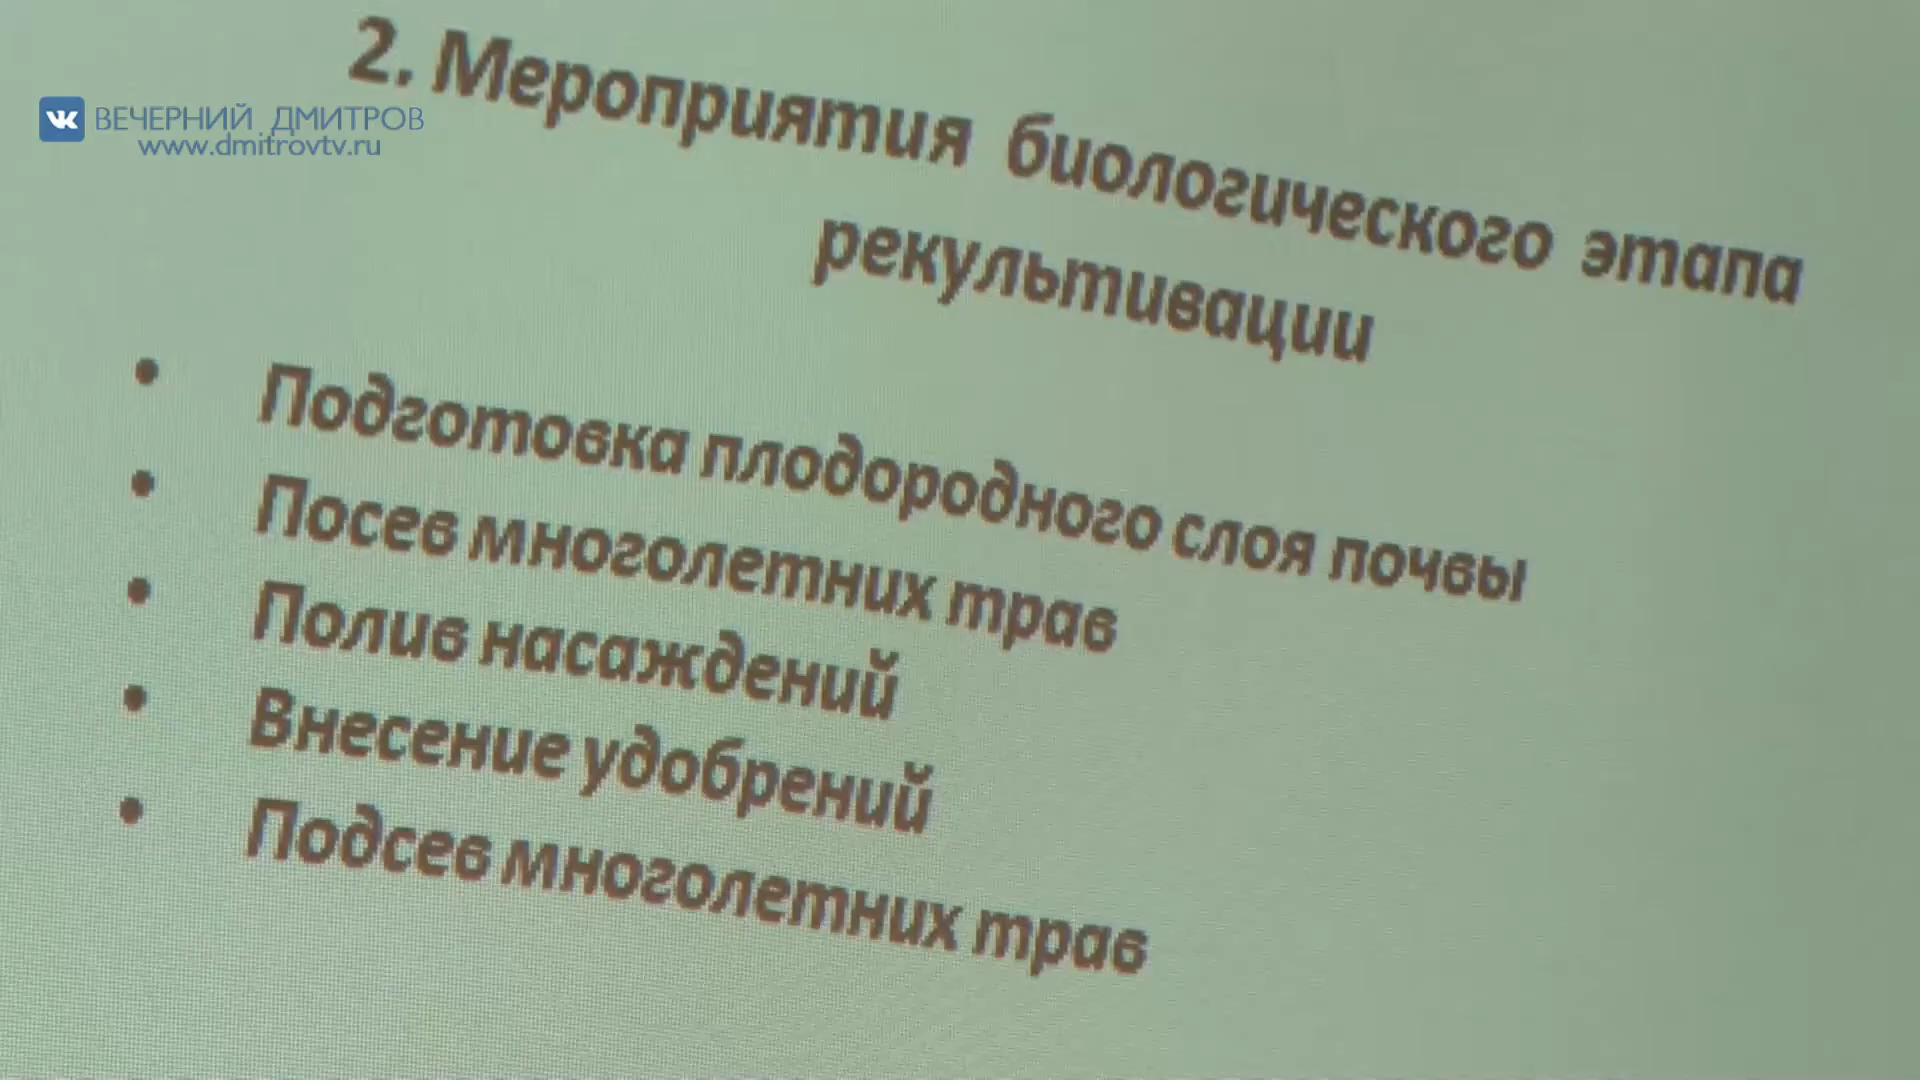 2. Мероприятия биологического этапа
рекультивации
ВЕЧЕРНИЙ ДМИТРОВ
www.dmitrovtv.ru
• Подготовка плодородного слоя почвы
• Посев многолетних трав
• Полив насаждений
• Внесение удобрений
• Подсев многолетних трав